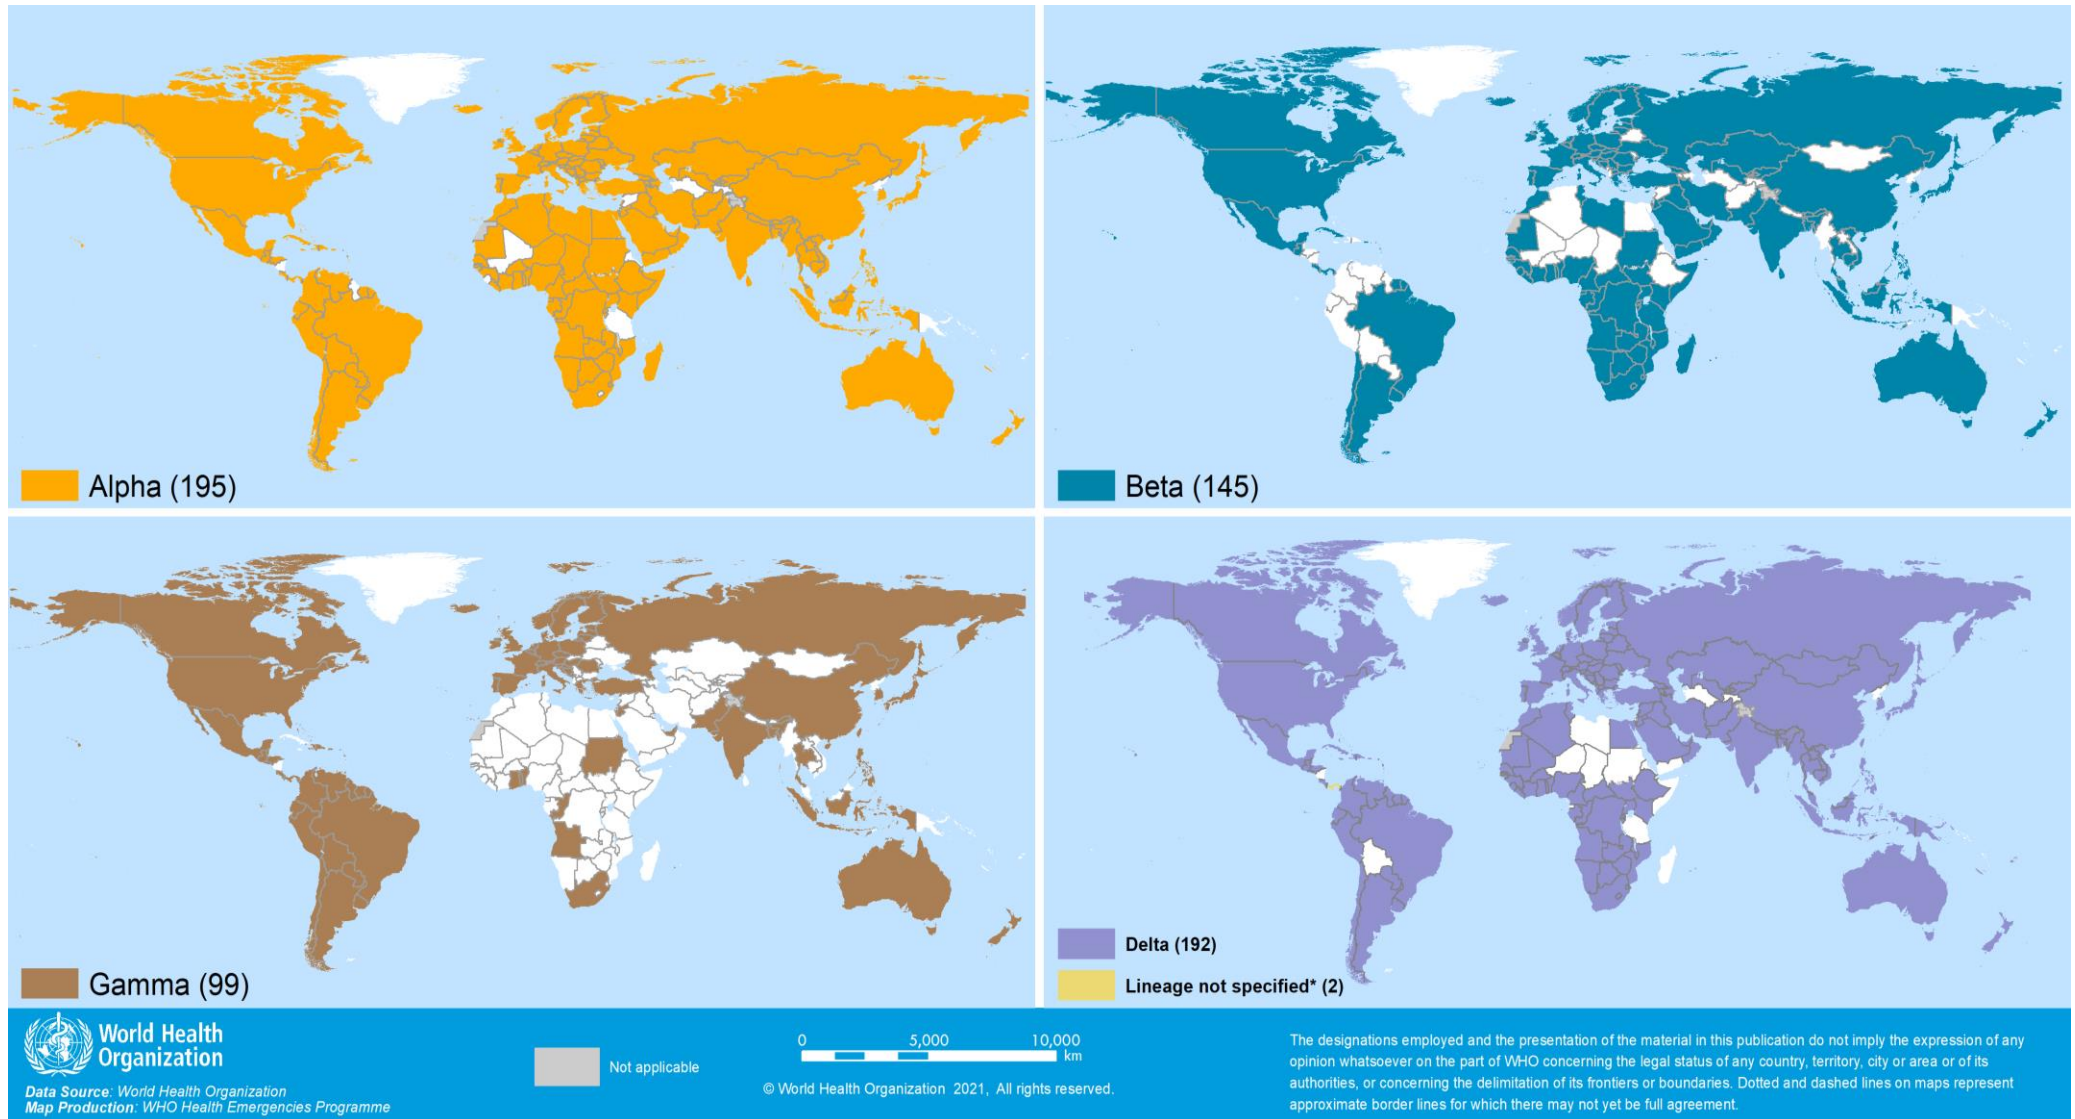 Alpha (195)
Beta (145)
Gamma (99)
Delta (192)
Lineage not specified* (2)
World Health
Organization
Data Source: World Health Organization
Map Production: WHO Health Emergencies Programme
Not applicable
0 5,000 10,000
km
© World Health Organization 2021, All rights reserved.
The designations employed and the presentation of the material in this publication do not imply the expression of any
opinion whatsoever on the part of WHO concerning the legal status of any country, territory, city or area or of its
authorities, or concerning the delimitation of its frontiers or boundaries. Dotted and dashed lines on maps represent
approximate border lines for which there may not yet be full agreement.